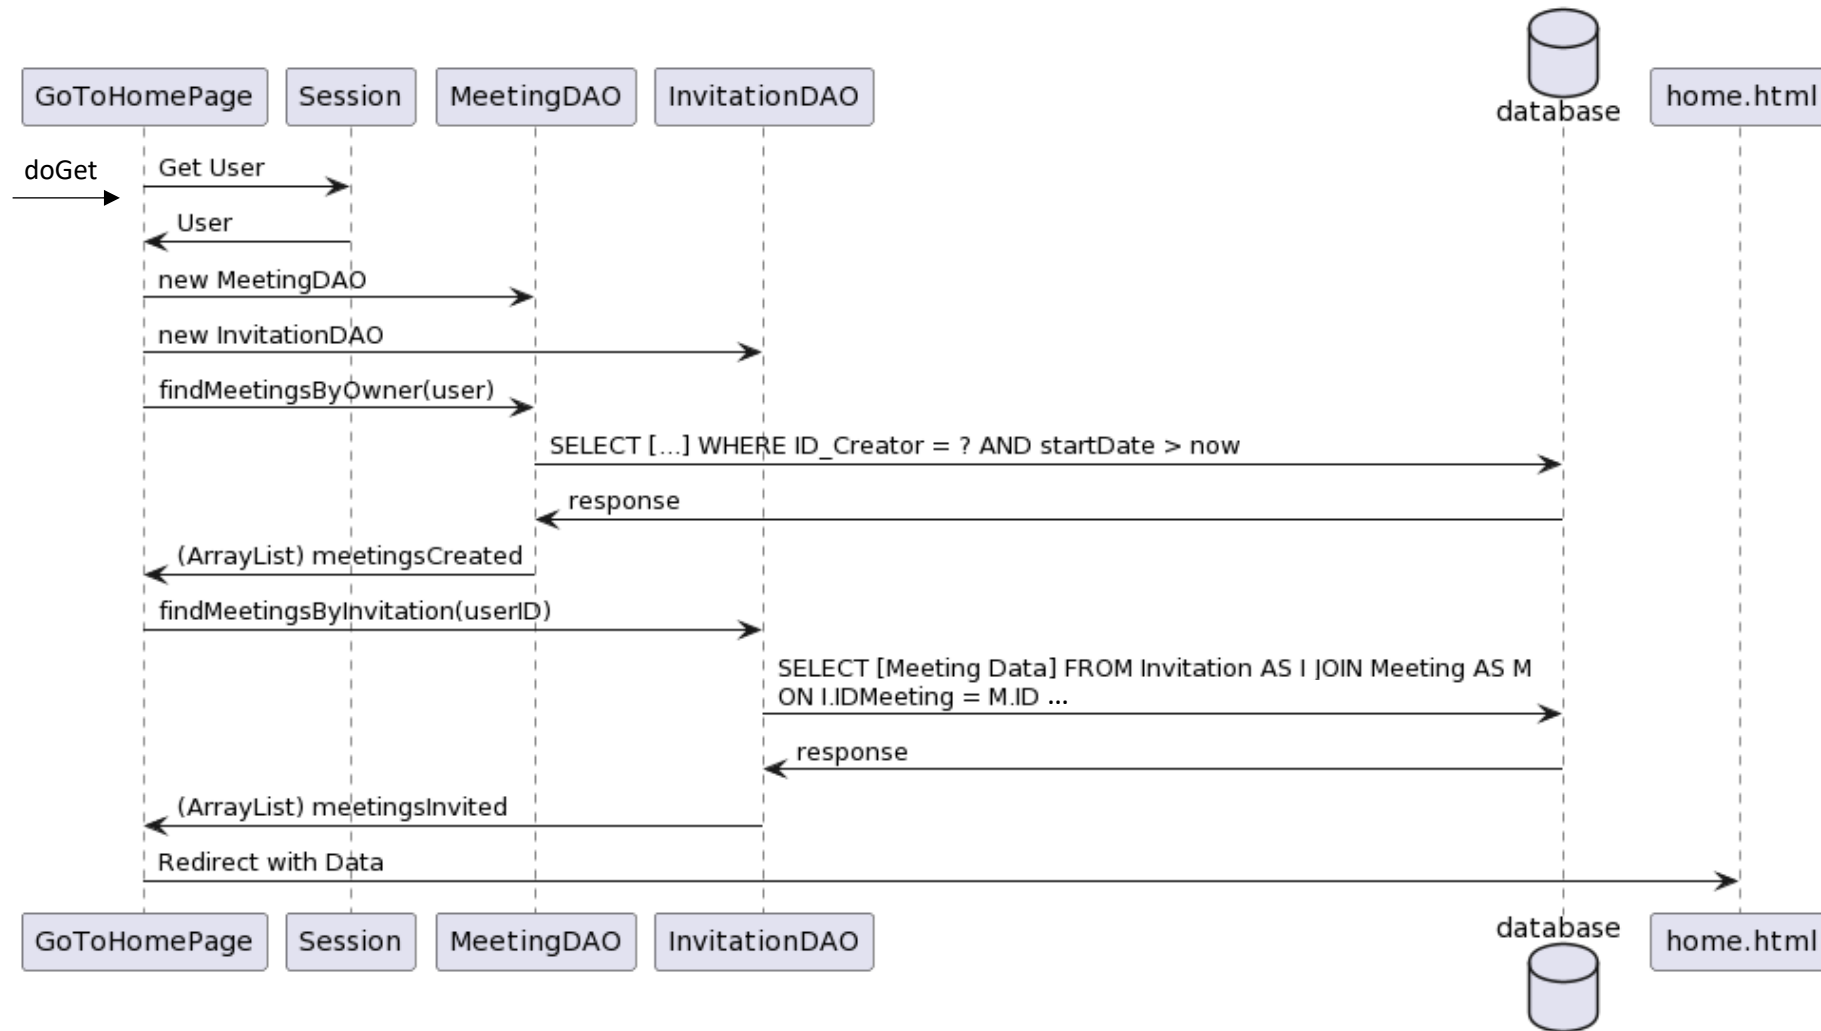 database
GoToHomePage
Session
MeetingDAO
InvitationDAO
home.html
doGet
Get User
User
new MeetingDAO
new InvitationDAO
findMeetingsByOwner(user)
SELECT [...] WHERE ID_Creator = ? AND startDate > now
response
(ArrayList) meetingsCreated
findMeetingsByInvitation(userID)
SELECT [Meeting Data] FROM Invitation AS I JOIN Meeting AS M
ON I.IDMeeting = M.ID ...
response
(ArrayList) meetingsInvited
Redirect with Data
GoToHomePage
Session
MeetingDAO
InvitationDAO
database
home.html